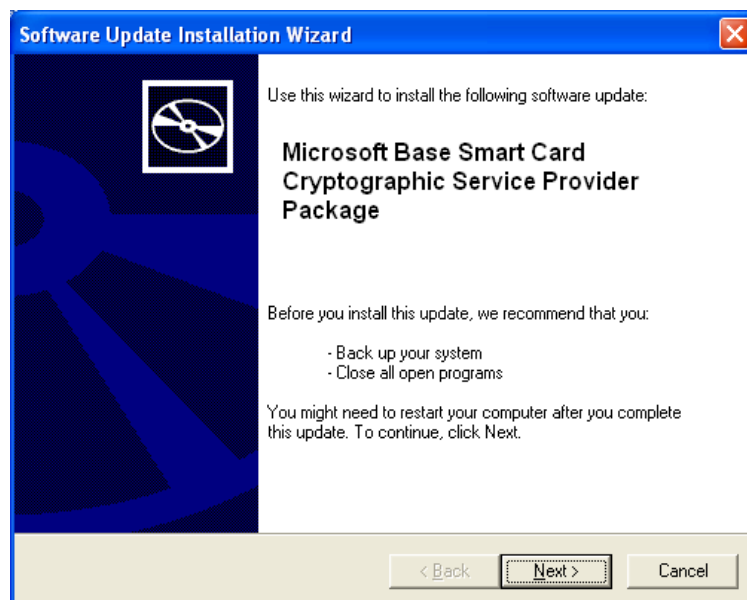 Software Update Installation Wizard
Use this wizard to install the following software update:
Microsoft Base Smart Card
Cryptographic Service Provider
Package
Before you install this update, we recommend that you:
- Back up your system
- Close all open programs
You might need to restart your computer after you complete
this update. To continue, click Next.
< Back
Next >
Cancel